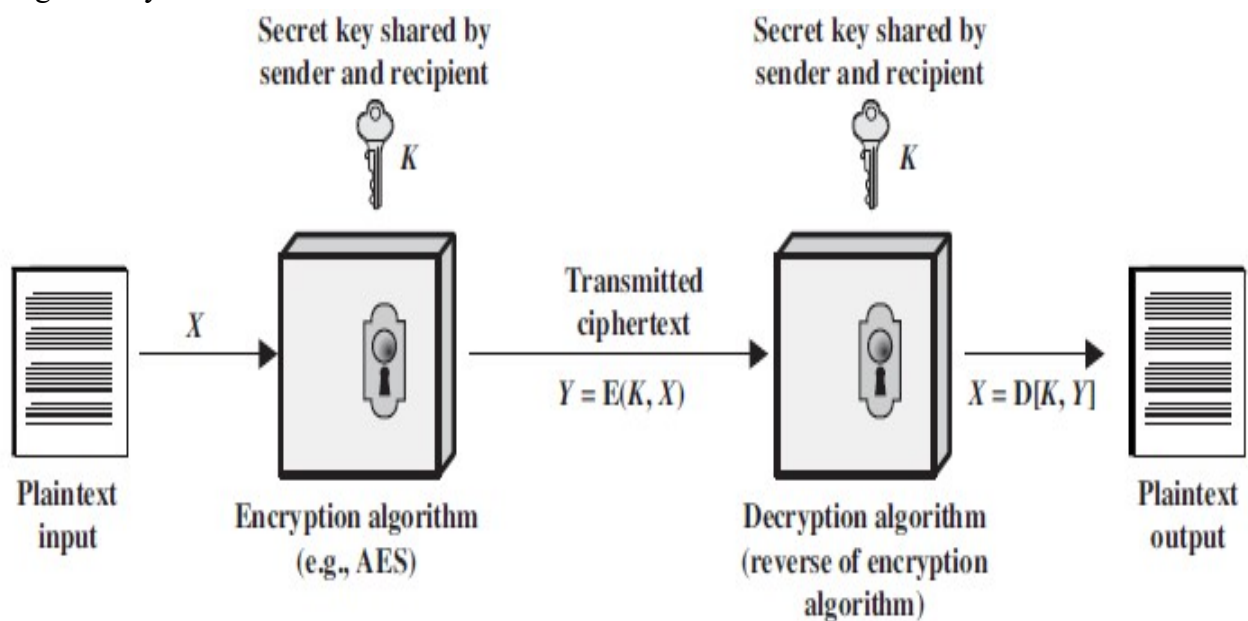 Secret key shared by
sender and recipient
K
Secret key shared by
sender and recipient
K
X
Transmitted
ciphertext
Y = E(K, X)
X = D[K, Y]
Plaintext
input
Encryption algorithm
(e.g., AES)
Decryption algorithm
(reverse of encryption
algorithm)
Plaintext
output